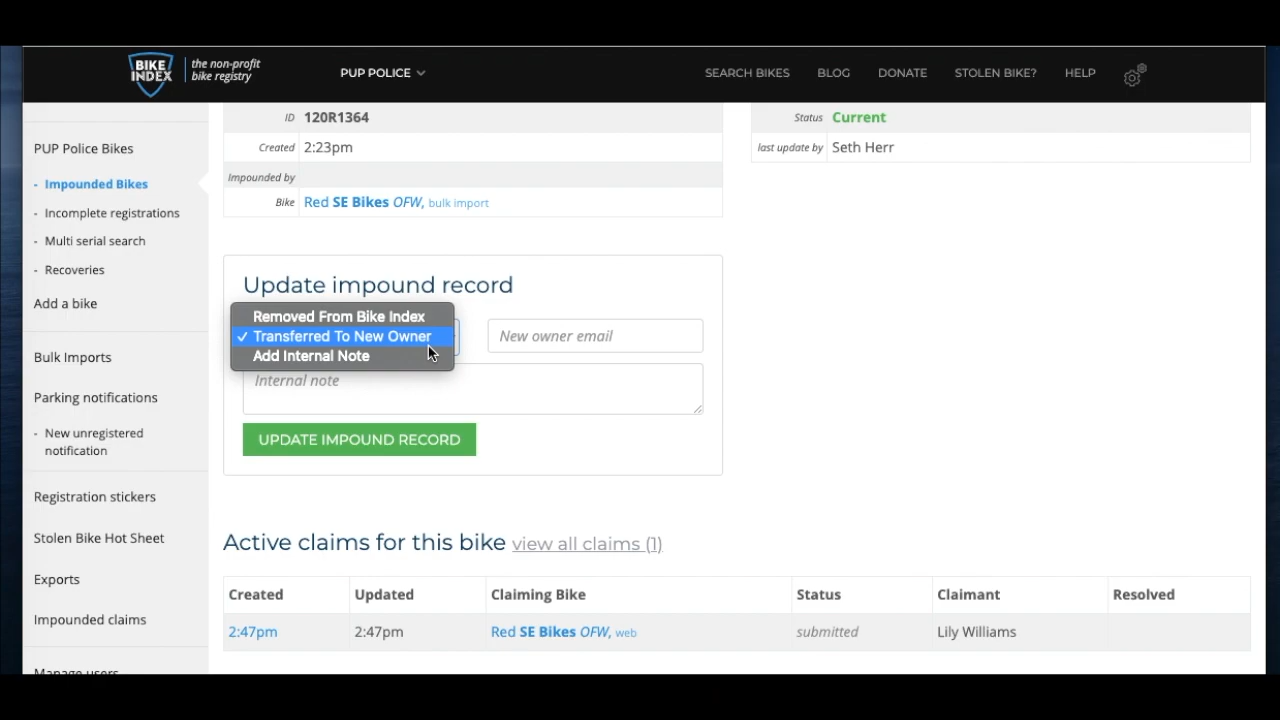 BIKE INDEX the non-profit bike registry
PUP POLICE
SEARCH BIKES
BLOG
DONATE
STOLEN BIKE?
HELP
PUP Police Bikes
- Impounded Bikes
- Incomplete registrations
- Multi serial search
- Recoveries
Add a bike
Bulk Imports
Parking notifications
- New unregistered
notification
Registration stickers
Stolen Bike Hot Sheet
Exports
Impounded claims
Manage users
ID 120R1364
Created 2:23pm
Impounded by
Bike Red SE Bikes OFW, bulk import
Status Current
last update by Seth Herr
Update impound record
Removed From Bike Index
✓ Transferred To New Owner
Add Internal Note
New owner email
Internal note
UPDATE IMPOUND RECORD
Active claims for this bike view all claims (1)
Created Updated Claiming Bike Status Claimant Resolved
2:47pm 2:47pm Red SE Bikes OFW, web submitted Lily Williams